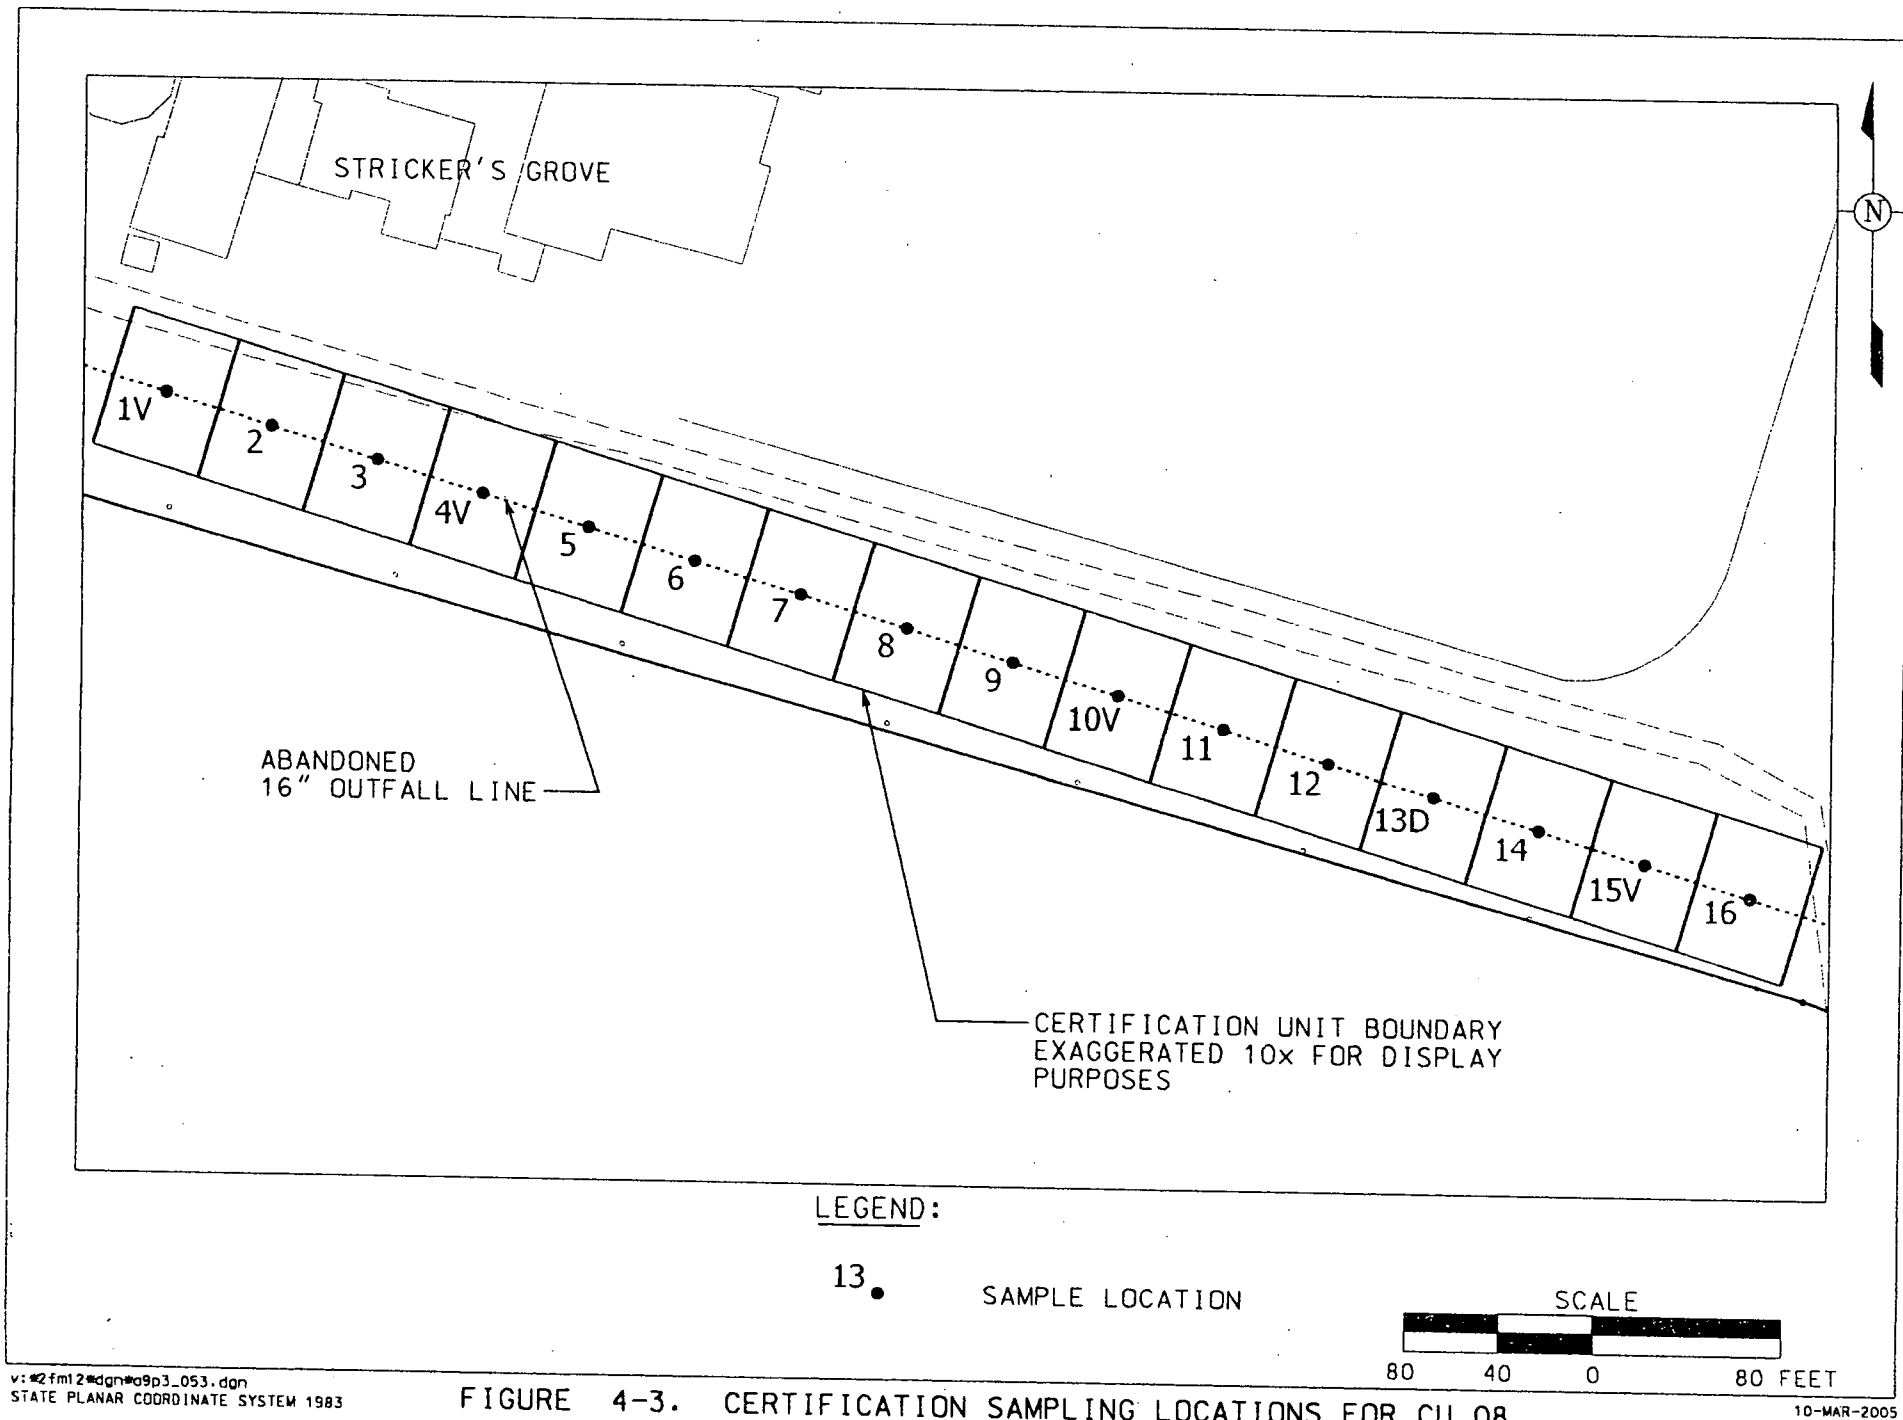 STRICKER'S GROVE
N
1V
2
3
4V
5
6
7
8
9
10V
11
12
13D
14
15V
16
ABANDONED
16" OUTFALL LINE
CERTIFICATION UNIT BOUNDARY
EXAGGERATED 10x FOR DISPLAY
PURPOSES
LEGEND:
13
SAMPLE LOCATION
SCALE
80 40 0 80 FEET
STATE PLANAR COORDINATE SYSTEM 1983
FIGURE 4-3. CERTIFICATION SAMPLING LOCATIONS FOR CU 08
10-MAR-2005